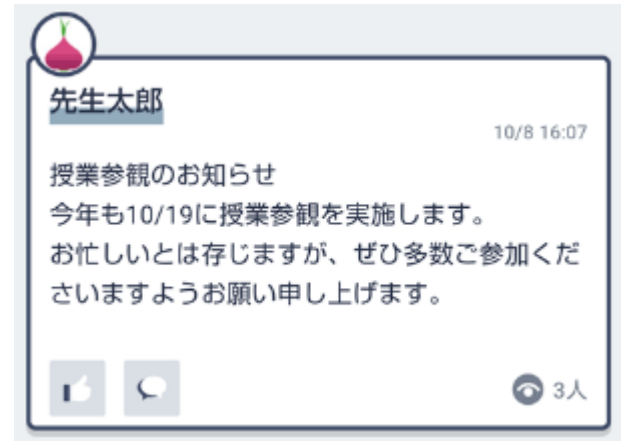 先生太郎
10/8 16:07
授業参観のお知らせ
今年も10/19に授業参観を実施します。
お忙しいとは存じますが、ぜひ多数ご参加くだ
さいますようお願い申し上げます。
3人